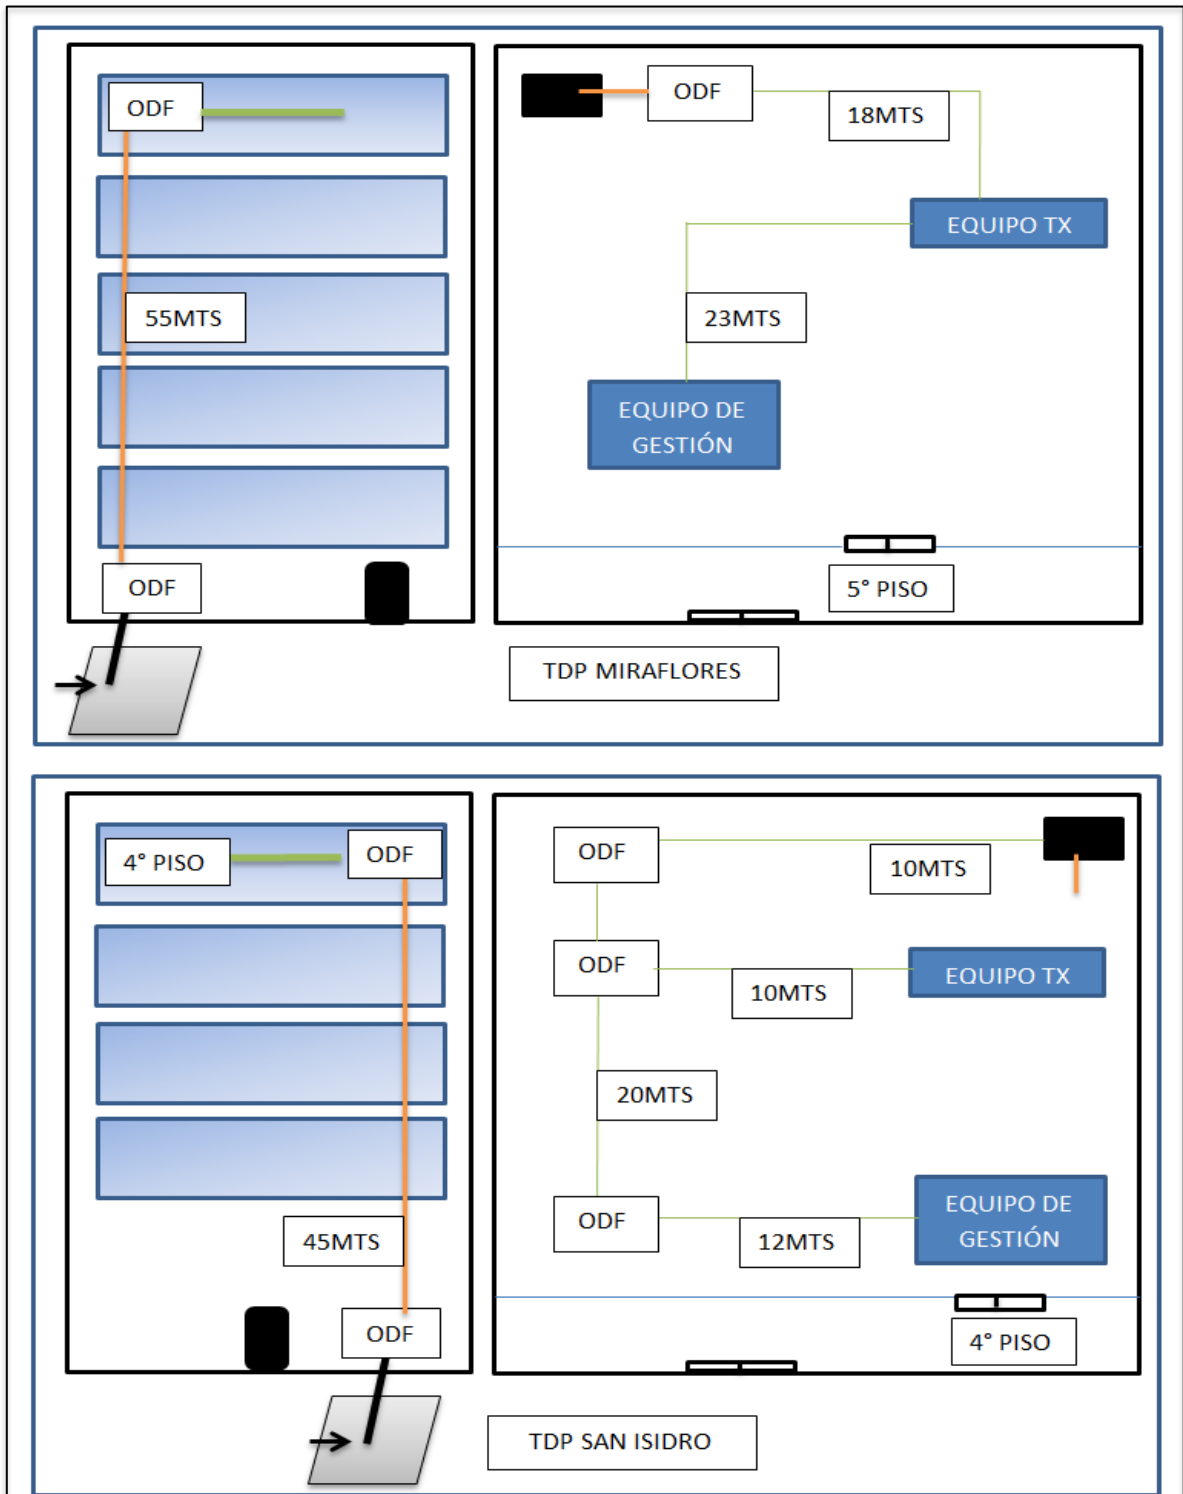 ODF
55MTS
ODF
ODF
18MTS
EQUIPO TX
23MTS
EQUIPO DE
GESTIÓN
5° PISO
TDP MIRAFLORES
4° PISO
ODF
45MTS
ODF
ODF
10MTS
ODF
10MTS
EQUIPO TX
20MTS
ODF
12MTS
EQUIPO DE
GESTIÓN
4° PISO
TDP SAN ISIDRO